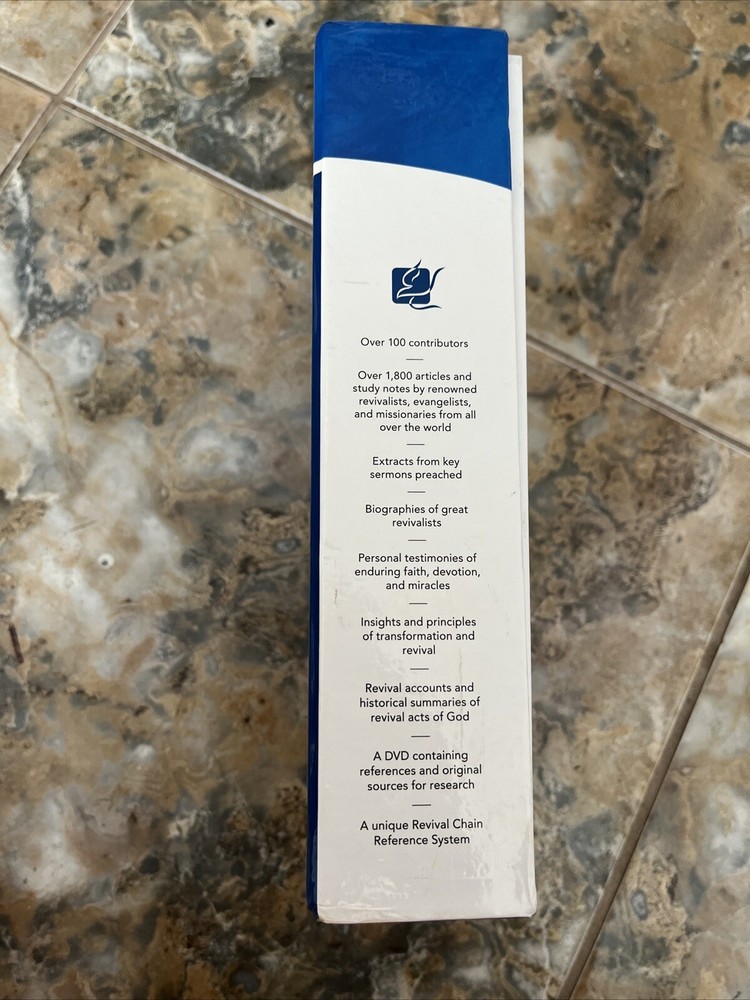 Over 100 contributors
Over 1,800 articles and
study notes by renowned
revivalists, evangelists,
and missionaries from all
over the world
Extracts from key
sermons preached
Biographies of great
revivalists
Personal testimonies of
enduring faith, devotion,
and miracles
Insights and principles
of transformation and
revival
Revival accounts and
historical summaries of
revival acts of God
A DVD containing
references and original
sources for research
A unique Revival Chain
Reference System